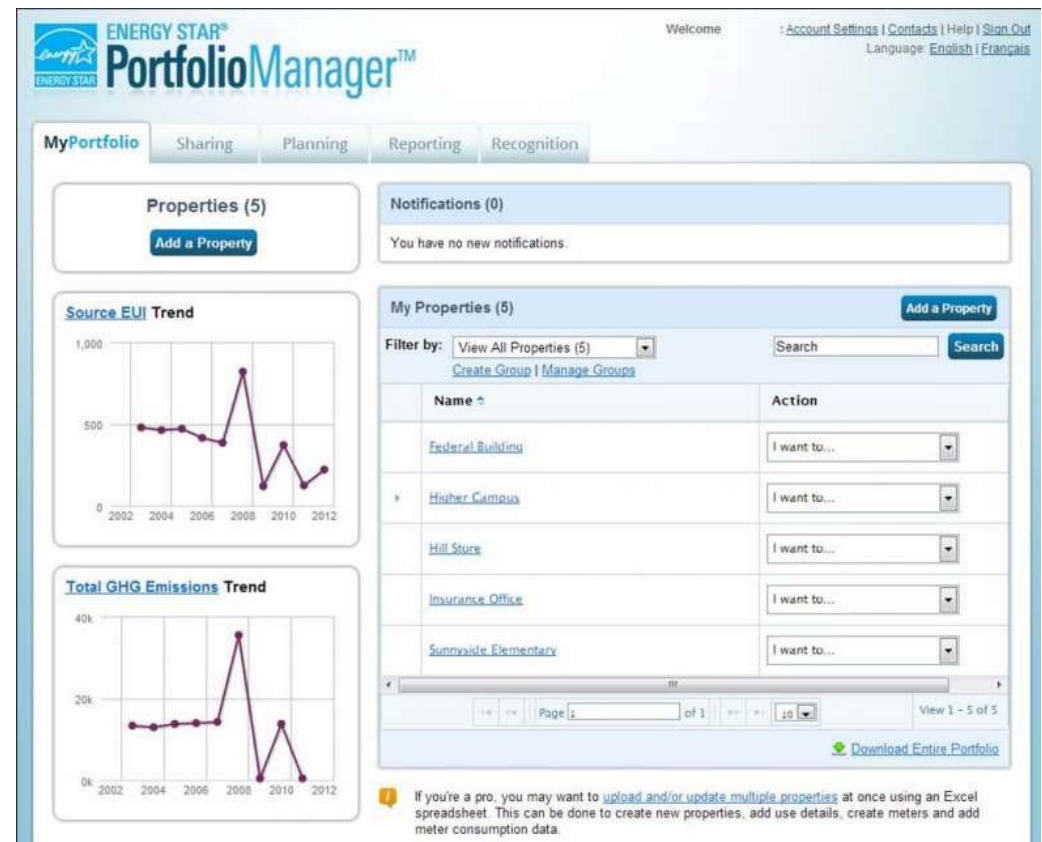 ENERGY STAR®
PortfolioManager™
ENERGY STAR
Welcome : Account Settings | Contacts | Help | Sign Out
Language: English | Français
MyPortfolio Sharing Planning Reporting Recognition
Properties (5)
Add a Property
Notifications (0)
You have no new notifications.
Source EUI Trend
1,000
500
0
2002 2004 2006 2008 2010 2012
Total GHG Emissions Trend
40k
20k
0k
2002 2004 2006 2008 2010 2012
My Properties (5) Add a Property
Filter by: View All Properties (5) Search Search
Create Group | Manage Groups
Name Action
Federal Building I want to...
Higher Campus I want to...
Hill Store I want to...
Insurance Office I want to...
Sunnyside Elementary I want to...
Page 1 of 1 10 View 1 - 5 of 5
Download Entire Portfolio
If you're a pro, you may want to upload and/or update multiple properties at once using an Excel
spreadsheet. This can be done to create new properties, add use details, create meters and add
meter consumption data.